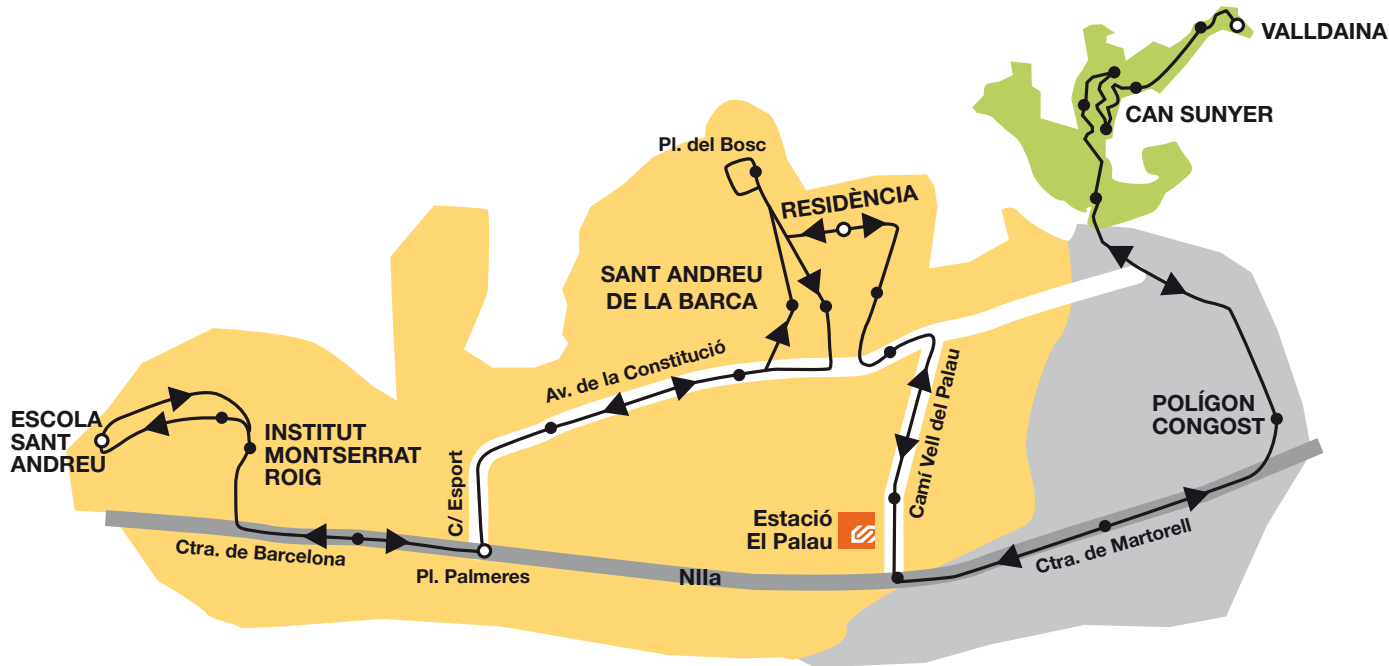 VALLDAINA
CAN SUNYER
Pl. del Bosc
RESIDÈNCIA
SANT ANDREU
DE LA BARCA
Av. de la Constitució
Camí Vell del Palau
POLÍGON
CONGOST
ESCOLA
SANT
ANDREU
INSTITUT
MONTSERRAT
ROIG
C/ Esport
Estació
El Palau
Ctra. de Barcelona
Pl. Palmeres
NIIa
Ctra. de Martorell